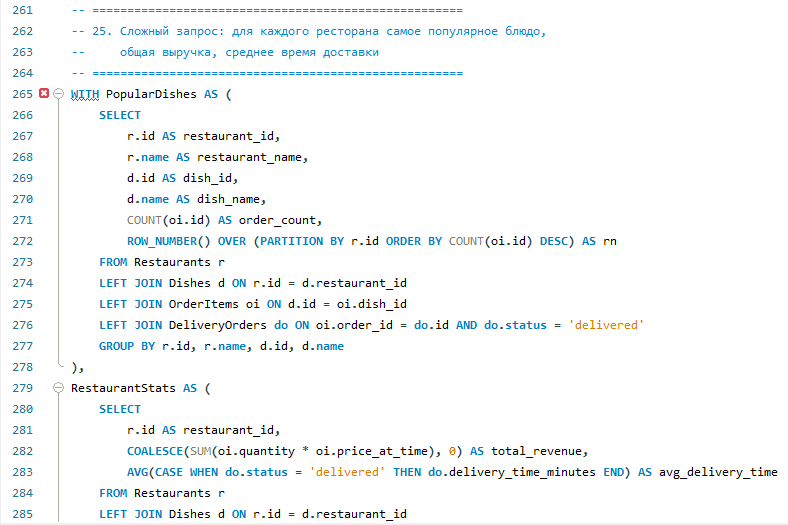 261 -- =====================================================
262 -- 25. Сложный запрос: для каждого ресторана самое популярное блюдо,
263 --     общая выручка, среднее время доставки
264 -- =====================================================
265 WITH PopularDishes AS (
266     SELECT
267         r.id AS restaurant_id,
268         r.name AS restaurant_name,
269         d.id AS dish_id,
270         d.name AS dish_name,
271         COUNT(oi.id) AS order_count,
272         ROW_NUMBER() OVER (PARTITION BY r.id ORDER BY COUNT(oi.id) DESC) AS rn
273     FROM Restaurants r
274     LEFT JOIN Dishes d ON r.id = d.restaurant_id
275     LEFT JOIN OrderItems oi ON d.id = oi.dish_id
276     LEFT JOIN DeliveryOrders do ON oi.order_id = do.id AND do.status = 'delivered'
277     GROUP BY r.id, r.name, d.id, d.name
278 ),
279 RestaurantStats AS (
280     SELECT
281         r.id AS restaurant_id,
282         COALESCE(SUM(oi.quantity * oi.price_at_time), 0) AS total_revenue,
283         AVG(CASE WHEN do.status = 'delivered' THEN do.delivery_time_minutes END) AS avg_delivery_time
284     FROM Restaurants r
285     LEFT JOIN Dishes d ON r.id = d.restaurant_id